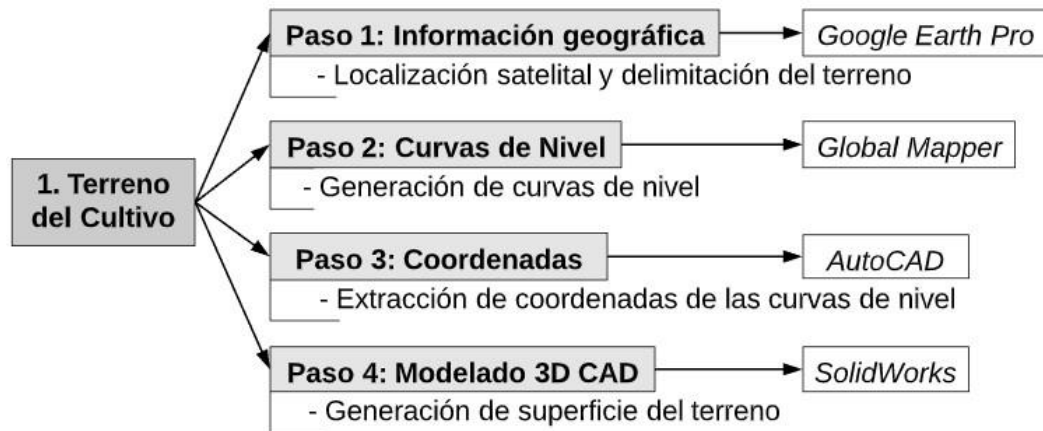 Paso 1: Información geográfica
Google Earth Pro
- Localización satelital y delimitación del terreno
Paso 2: Curvas de Nivel
Global Mapper
- Generación de curvas de nivel
1. Terreno
del Cultivo
Paso 3: Coordenadas
AutoCAD
- Extracción de coordenadas de las curvas de nivel
Paso 4: Modelado 3D CAD
SolidWorks
- Generación de superficie del terreno